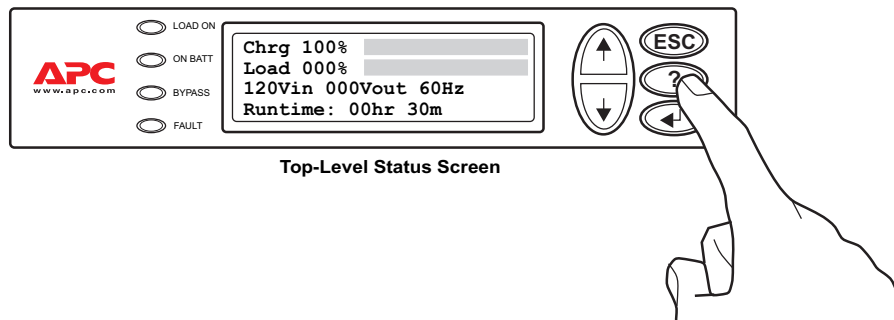 APC
www.apc.com
LOAD ON
ON BATT
BYPASS
FAULT
Chrg 100%
Load 000%
120Vin 000Vout 60Hz
Runtime: 00hr 30m
ESC
?
Top-Level Status Screen